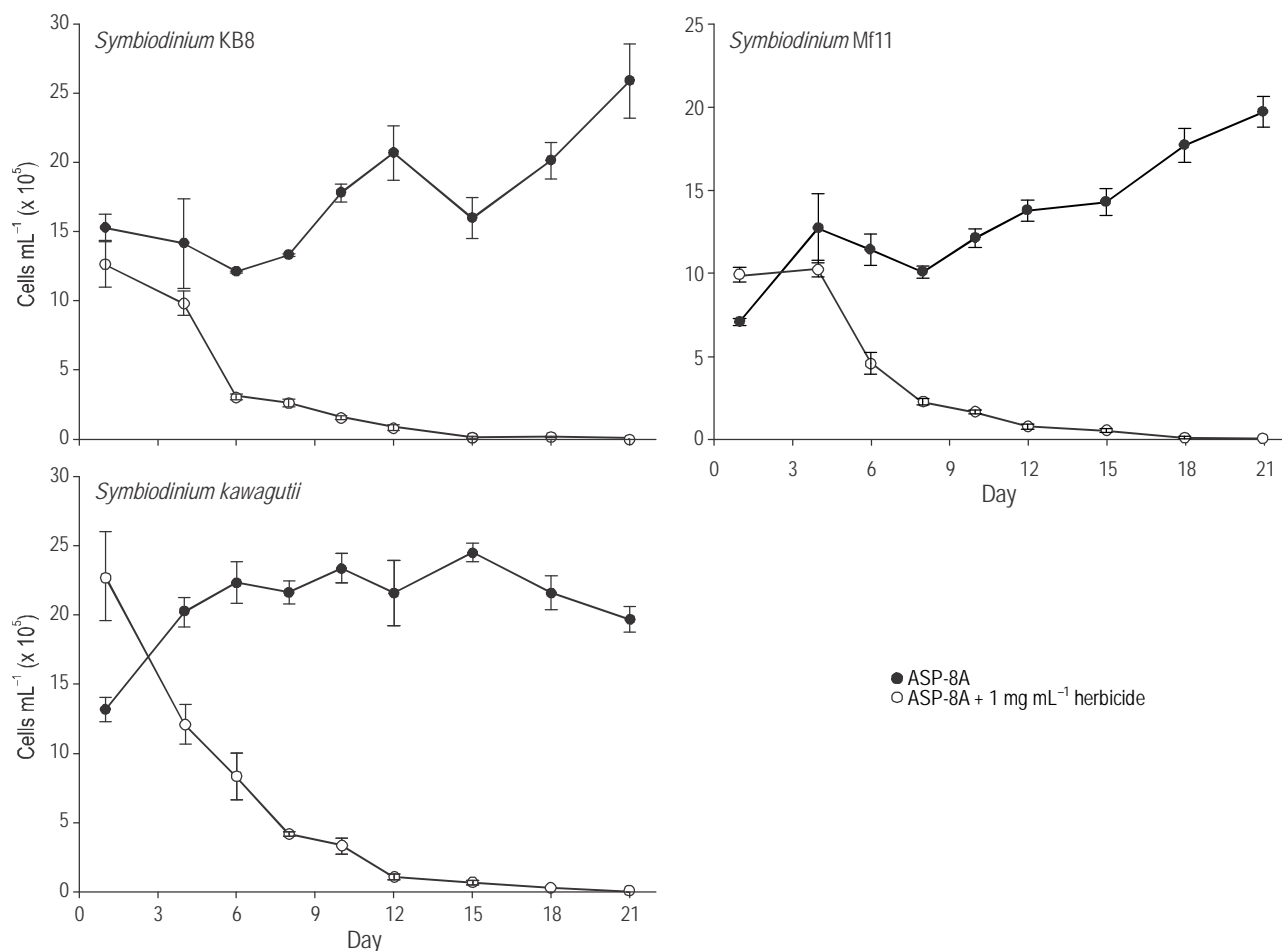 Symbiodinium KB8
30
25
20
15
10
5
0
Cells mL⁻¹ (x 10⁵)
Symbiodinium Mf11
25
20
15
10
5
0
0 3 6 9 12 15 18 21
Day
Symbiodinium kawagutii
30
25
20
15
10
5
0
Cells mL⁻¹ (x 10⁵)
0 3 6 9 12 15 18 21
Day
ASP-8A
ASP-8A + 1 mg mL⁻¹ herbicide